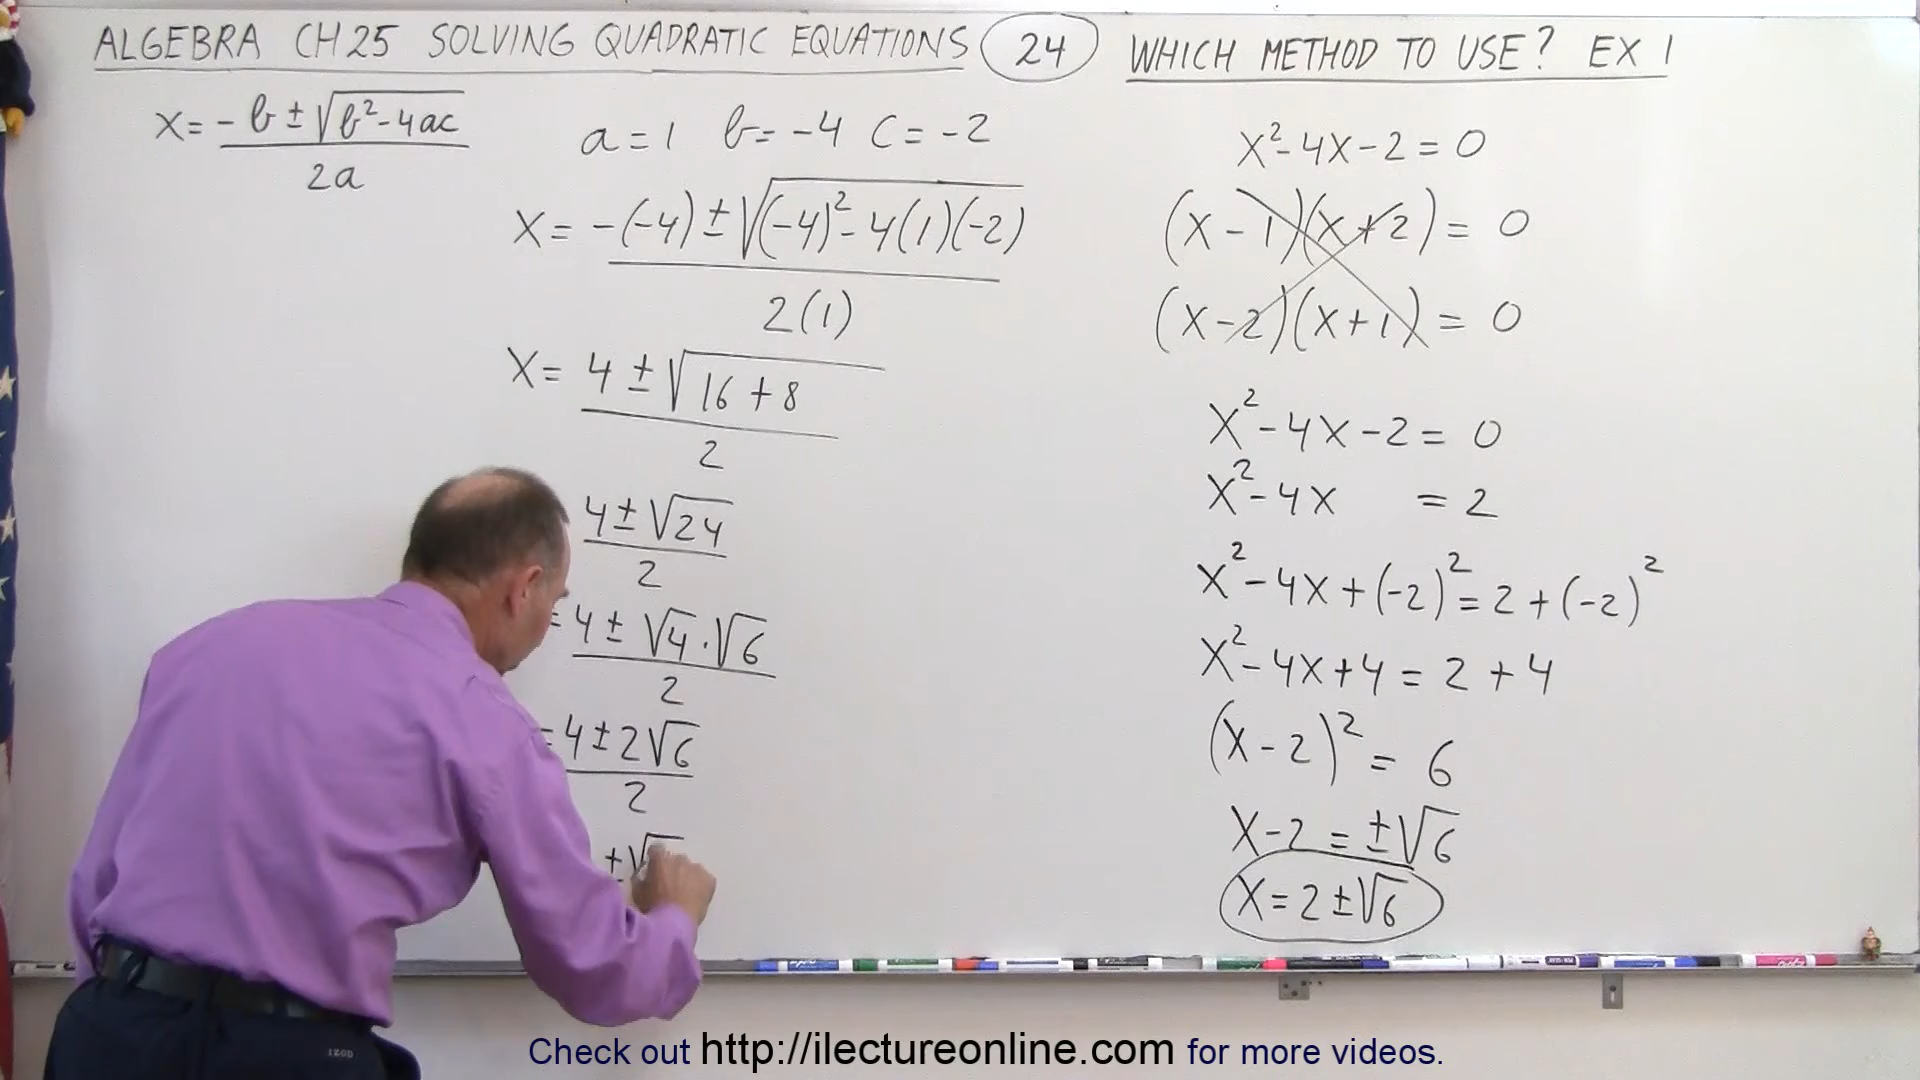 ALGEBRA CH 25 SOLVING QUADRATIC EQUATIONS 24 WHICH METHOD TO USE? EX 1
x = (-b ± √(b² - 4ac)) / 2a
a = 1 b = -4 c = -2
x = (-(-4) ± √((-4)² - 4(1)(-2))) / 2(1)
x = (4 ± √(16 + 8)) / 2
(4 ± √24) / 2
= (4 ± √4 · √6) / 2
= (4 ± 2√6) / 2
± √
x² - 4x - 2 = 0
(x - 1)(x + 2) = 0
(x - 2)(x + 1) = 0
x² - 4x - 2 = 0
x² - 4x = 2
x² - 4x + (-2)² = 2 + (-2)²
x² - 4x + 4 = 2 + 4
(x - 2)² = 6
x - 2 = ±√6
x = 2 ± √6
IZOD
Check out http://ilectureonline.com for more videos.